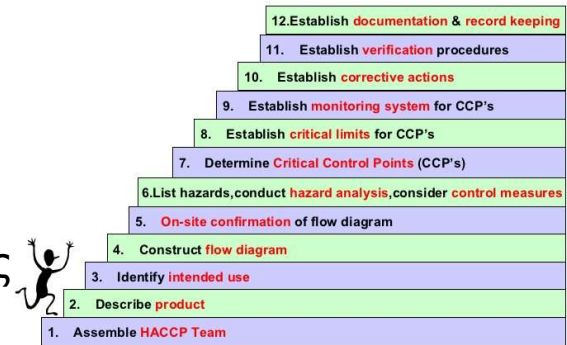 12.Establish documentation & record keeping
11. Establish verification procedures
10. Establish corrective actions
9. Establish monitoring system for CCP's
8. Establish critical limits for CCP's
7. Determine Critical Control Points (CCP's)
6.List hazards,conduct hazard analysis,consider control measures
5. On-site confirmation of flow diagram
4. Construct flow diagram
3. Identify intended use
2. Describe product
1. Assemble HACCP Team